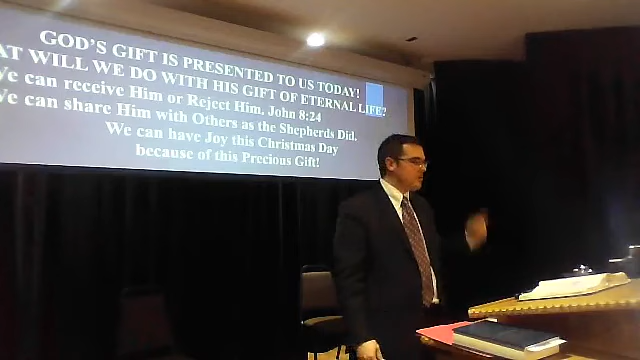 GOD'S GIFT IS PRESENTED TO US TODAY!
AT WILL WE DO WITH HIS GIFT OF ETERNAL LIFE?
We can receive Him or Reject Him. John 8:24
We can share Him with Others as the Shepherds Did.
We can have Joy this Christmas Day
because of this Precious Gift!